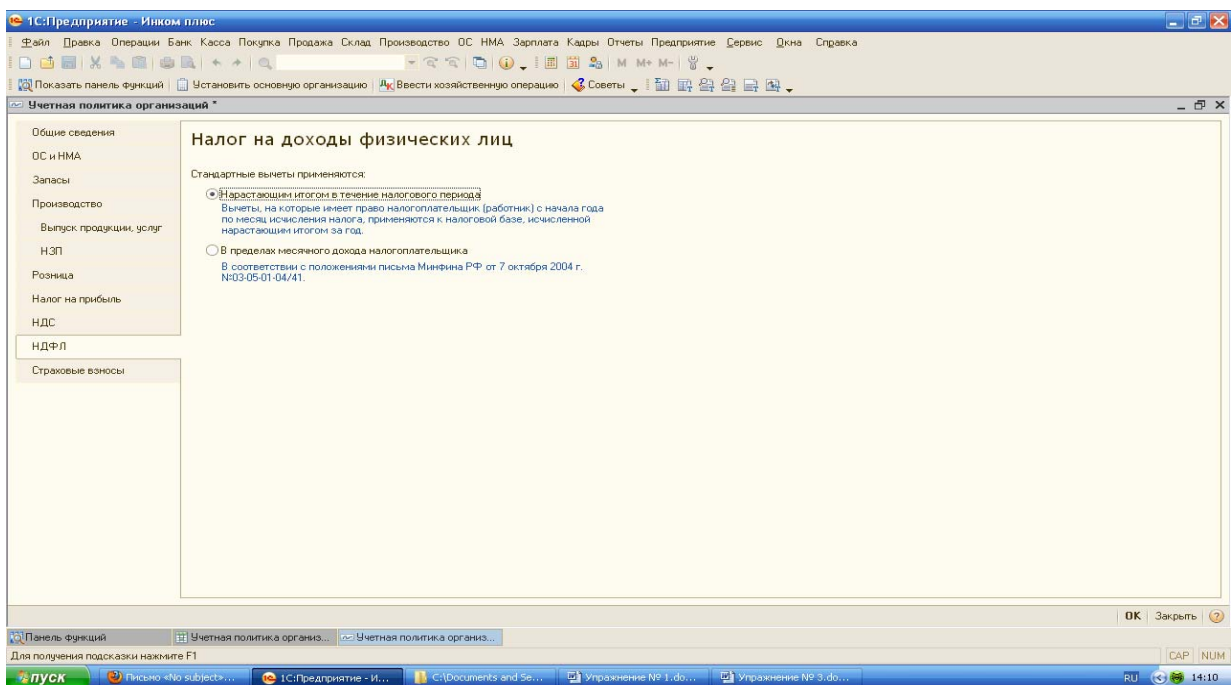 1С:Предприятие - Инком плюс
Файл Правка Операции Банк Касса Покупка Продажа Склад Производство ОС НМА Зарплата Кадры Отчеты Предприятие Сервис Окна Справка
M M+ M-
Показать панель функций Установить основную организацию Ввести хозяйственную операцию Советы
Учетная политика организаций *
Общие сведения
ОС и НМА
Запасы
Производство
Выпуск продукции, услуг
НЗП
Розница
Налог на прибыль
НДС
НДФЛ
Страховые взносы
Налог на доходы физических лиц
Стандартные вычеты применяются:
Нарастающим итогом в течение налогового периода
Вычеты, на которые имеет право налогоплательщик (работник) с начала года
по месяц исчисления налога, применяются к налоговой базе, исчисленной
нарастающим итогом за год.
В пределах месячного дохода налогоплательщика
В соответствии с положениями письма Минфина РФ от 7 октября 2004 г.
№03-05-01-04/41.
OK Закрыть
Панель функций Учетная политика организ... Учетная политика организ...
Для получения подсказки нажмите F1 CAP NUM
пуск Письмо «No subject»... 1С:Предприятие - И... C:\Documents and Se... Упражнение № 1.do... Упражнение № 3.do... RU 14:10